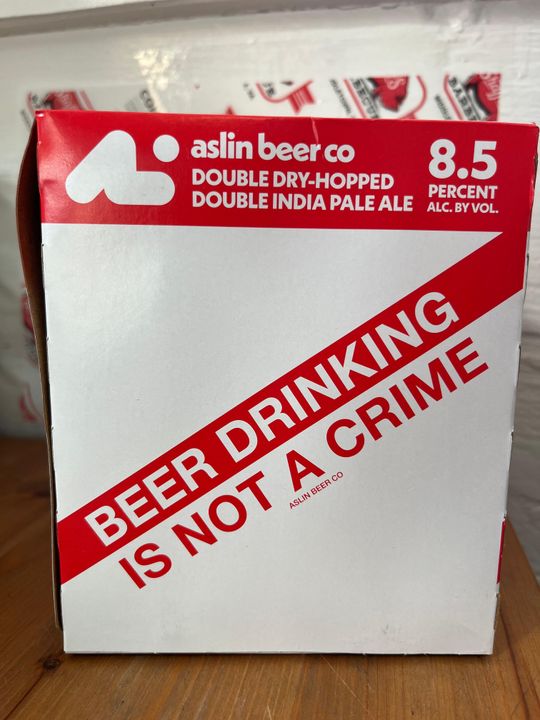 aslin beer co
DOUBLE DRY-HOPPED
DOUBLE INDIA PALE ALE
8.5
PERCENT
ALC. BY VOL.
BEER DRINKING
IS NOT A CRIME
ASLIN BEER CO